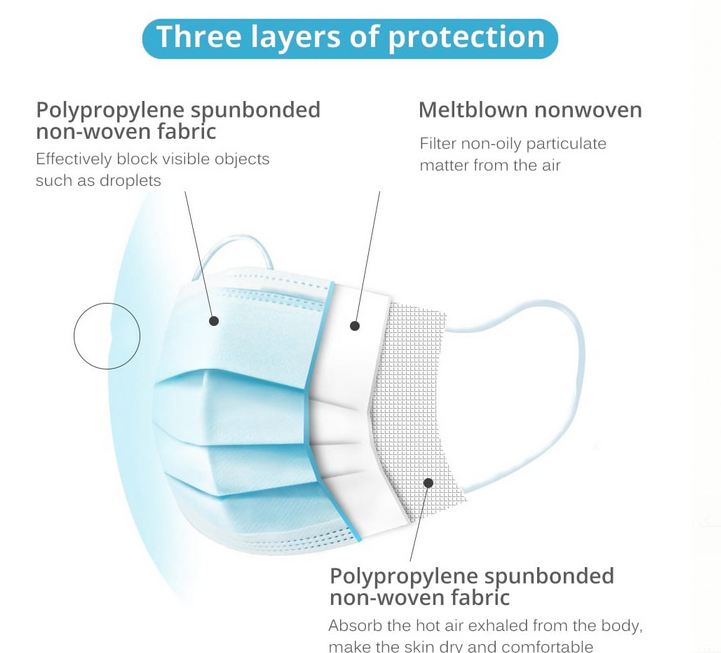 Three layers of protection
Polypropylene spunbonded
non-woven fabric
Effectively block visible objects
such as droplets
Meltblown nonwoven
Filter non-oily particulate
matter from the air
Polypropylene spunbonded
non-woven fabric
Absorb the hot air exhaled from the body,
make the skin dry and comfortable